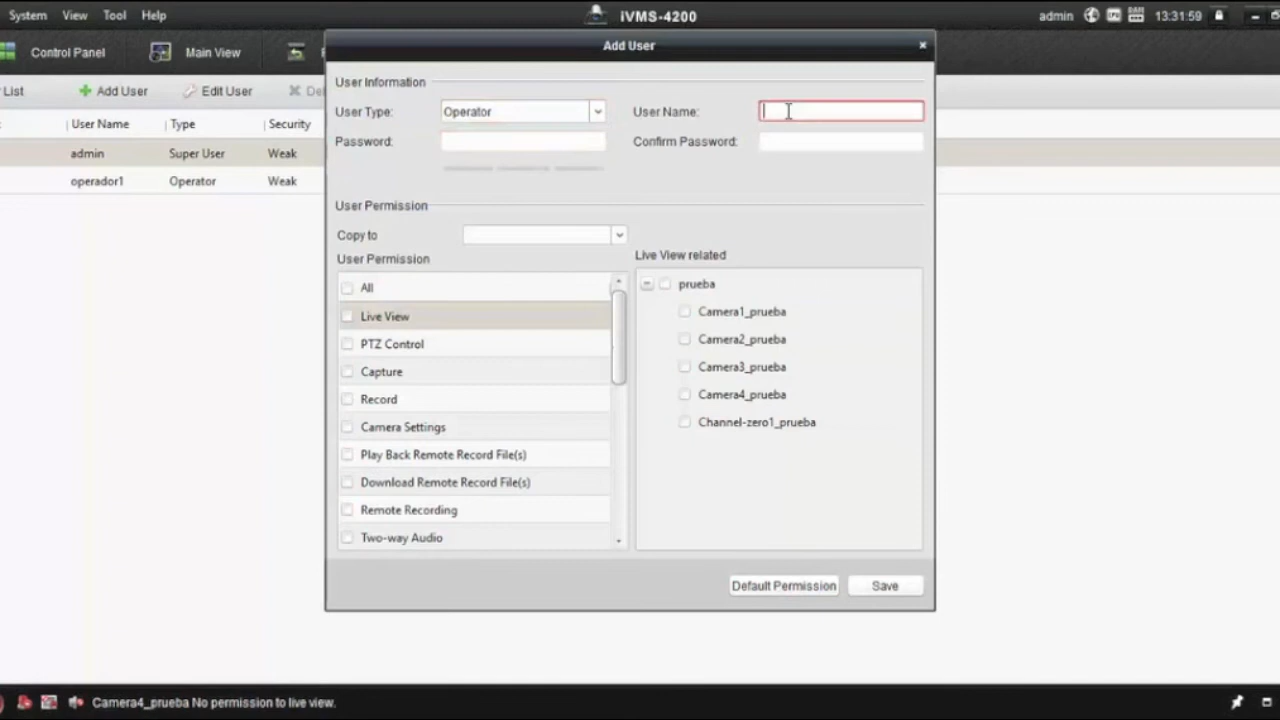 System View Tool Help iVMS-4200 admin 13:31:59
Control Panel Main View
List Add User Edit User
User Name Type Security
admin Super User Weak
operador1 Operator Weak
Add User
User Information
User Type: Operator User Name:
Password: Confirm Password:
User Permission
Copy to
User Permission
All
Live View
PTZ Control
Capture
Record
Camera Settings
Play Back Remote Record File(s)
Download Remote Record File(s)
Remote Recording
Two-way Audio
Live View related
prueba
Camera1_prueba
Camera2_prueba
Camera3_prueba
Camera4_prueba
Channel-zero1_prueba
Default Permission Save
Camera4_prueba No permission to live view.